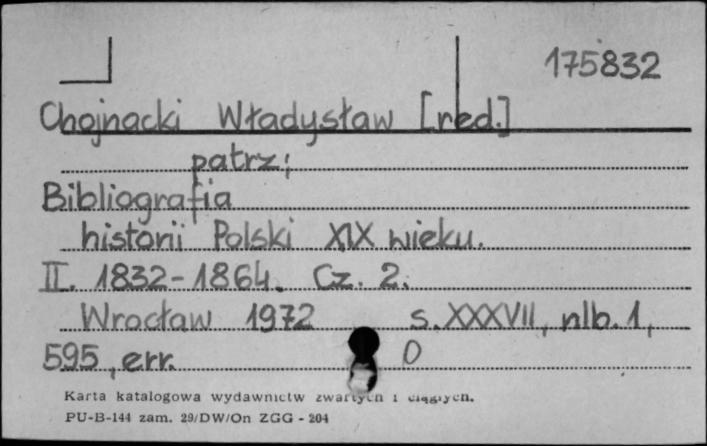 175832
Chojnacki Władysław [red.]
patrz:
Bibliografia
historii Polski XIX wieku.
II. 1832-1864. Cz. 2.
Wrocław 1972 s. XXXVII, nlb. 1,
595, err. O
Karta katalogowa wydawnictw zwartych i ciągłych.
PU-B-144 zam. 29/DW/On ZGG - 204